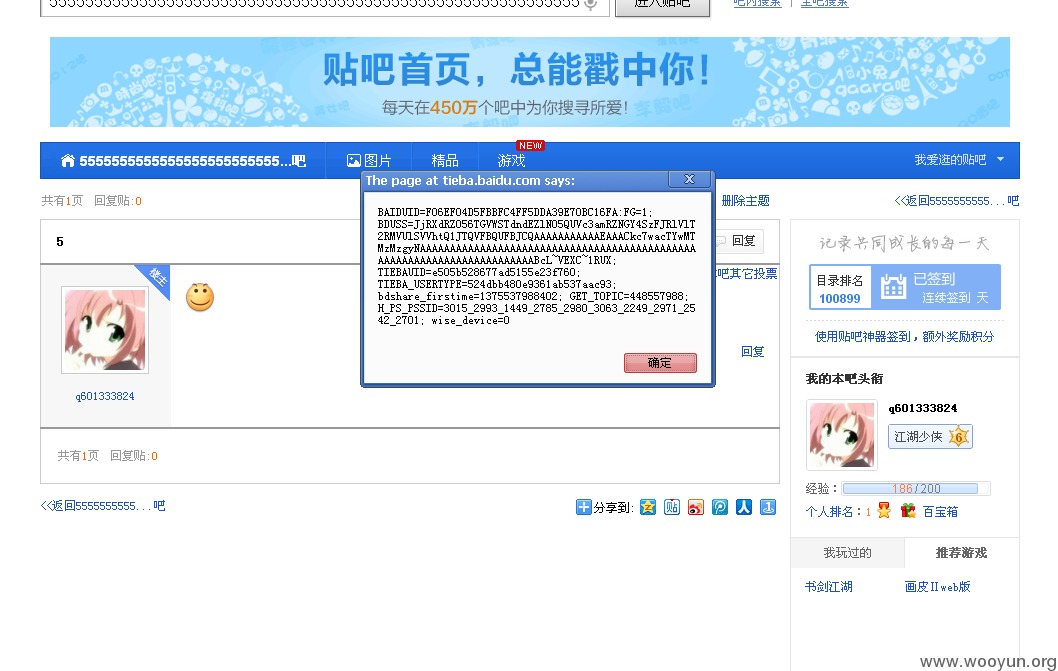 进入贴吧
吧内搜索 | 全吧搜索
贴吧首页，总能戳中你！
每天在450万个吧中为你搜寻所爱！
图片
精品
游戏
NEW
我爱逛的贴吧
共有1页 回复贴:0
删除主题
<<返回5555555555...吧
The page at tieba.baidu.com says:
BAIDUID=F06EF04D5FBBFC4FF5DDA39E70BC16FA:FG=1;
TIEBAUID=e505b528677ad5155e23f760;
TIEBA_USERTYPE=524dbb480e9361ab537aac93;
bdshare_firstime=1375537988402; GET_TOPIC=448557988;
H_PS_PSSID=3015_2993_1449_2785_2980_3063_2249_2971_25
42_2701; wise_device=0
确定
5
回复
楼主
吧其它投票
回复
q601333824
共有1页 回复贴:0
<<返回5555555555...吧
分享到:
记录共同成长的每一天
目录排名
100899
已签到
连续签到 天
使用贴吧神器签到，额外奖励积分
我的本吧头衔
q601333824
江湖少侠 6
经验：186/200
个人排名：1 百宝箱
我玩过的
推荐游戏
书剑江湖
画皮Ⅱweb版
www.wooyun.org